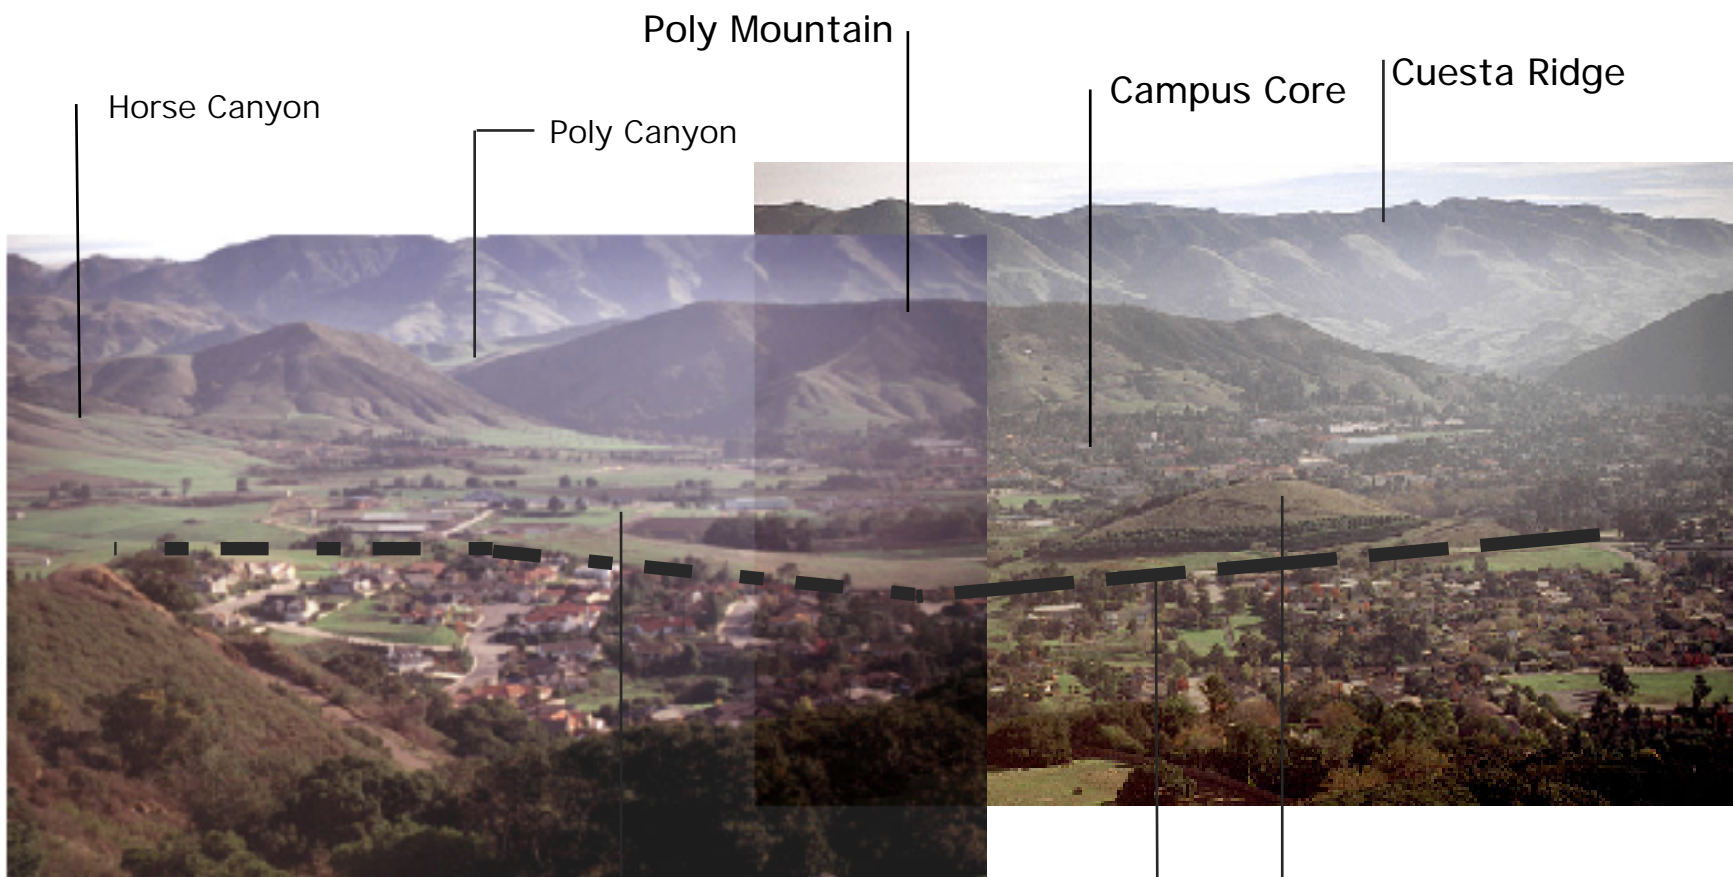 Poly Mountain
Cuesta Ridge
Campus Core
Horse Canyon
Poly Canyon